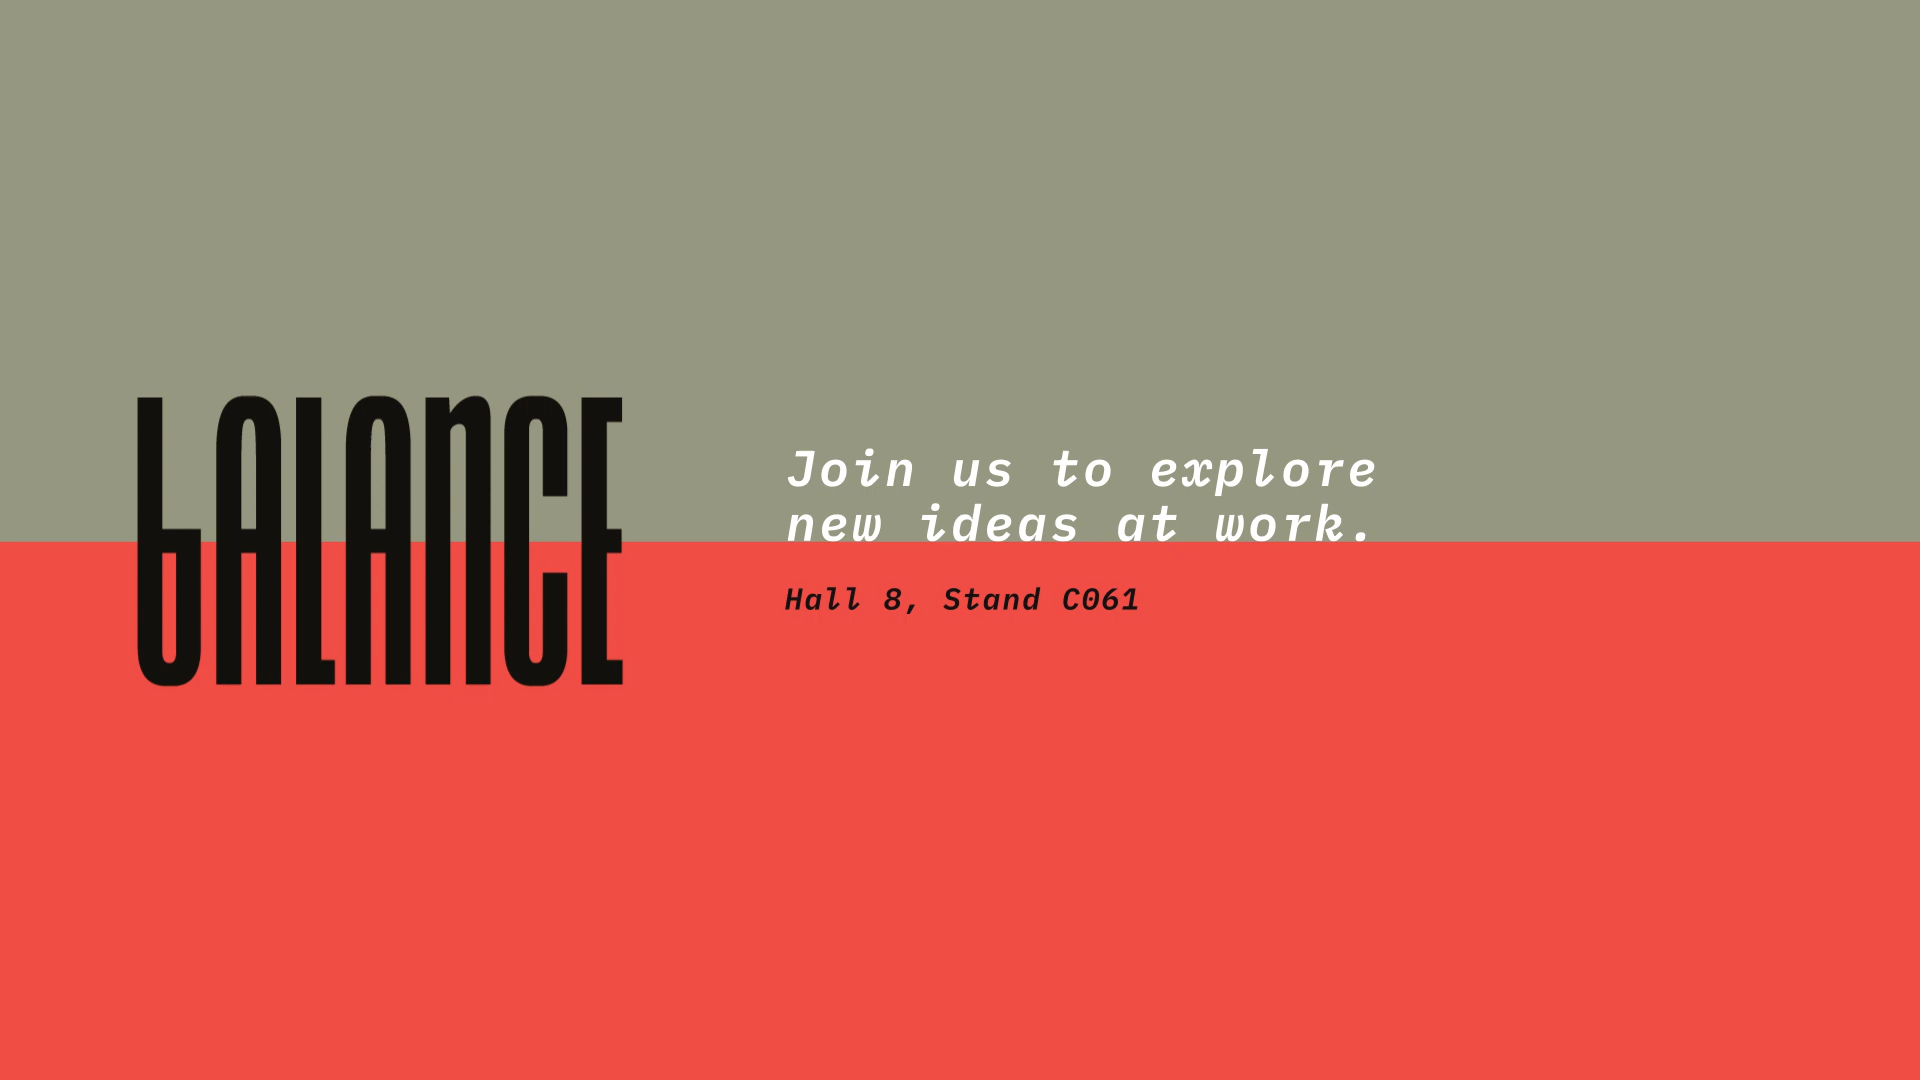 bALAnCE
Join us to explore
new ideas at work.
Hall 8, Stand C061